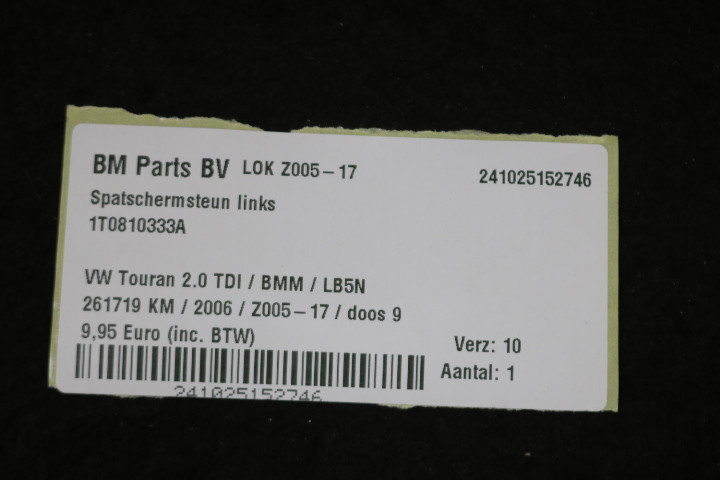 BM Parts BV LOK Z005-17 241025152746
Spatschermsteun links
1T0810333A
VW Touran 2.0 TDI / BMM / LB5N
261719 KM / 2006 / Z005-17 / doos 9
9,95 Euro (inc. BTW)
Verz: 10
Aantal: 1
241025152746